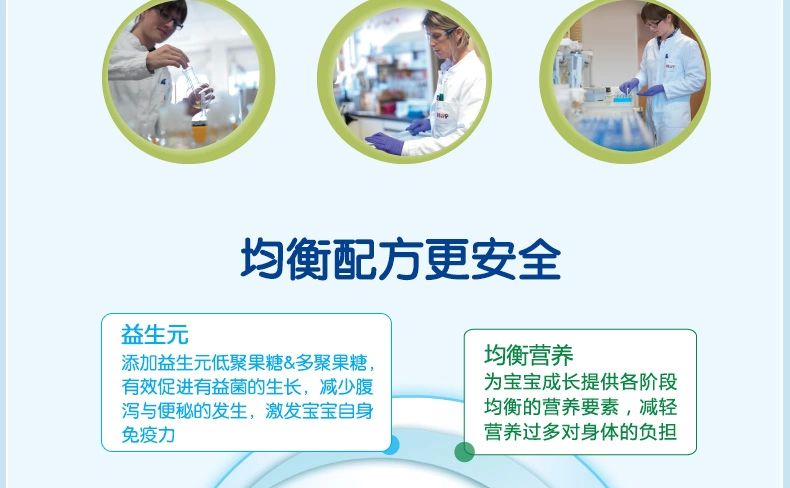 均衡配方更安全
益生元
添加益生元低聚果糖&多聚果糖，
有效促进有益菌的生长，减少腹
泻与便秘的发生，激发宝宝自身
免疫力
均衡营养
为宝宝成长提供各阶段
均衡的营养要素，减轻
营养过多对身体的负担